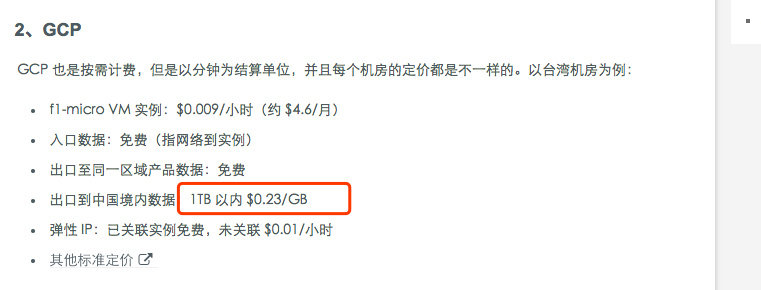 2、GCP
GCP 也是按需计费，但是以分钟为结算单位，并且每个机房的定价都是不一样的。以台湾机房为例：
f1-micro VM 实例：$0.009/小时（约 $4.6/月）
入口数据：免费（指网络到实例）
出口至同一区域产品数据：免费
出口到中国境内数据 1TB 以内 $0.23/GB
弹性 IP：已关联实例免费，未关联 $0.01/小时
其他标准定价